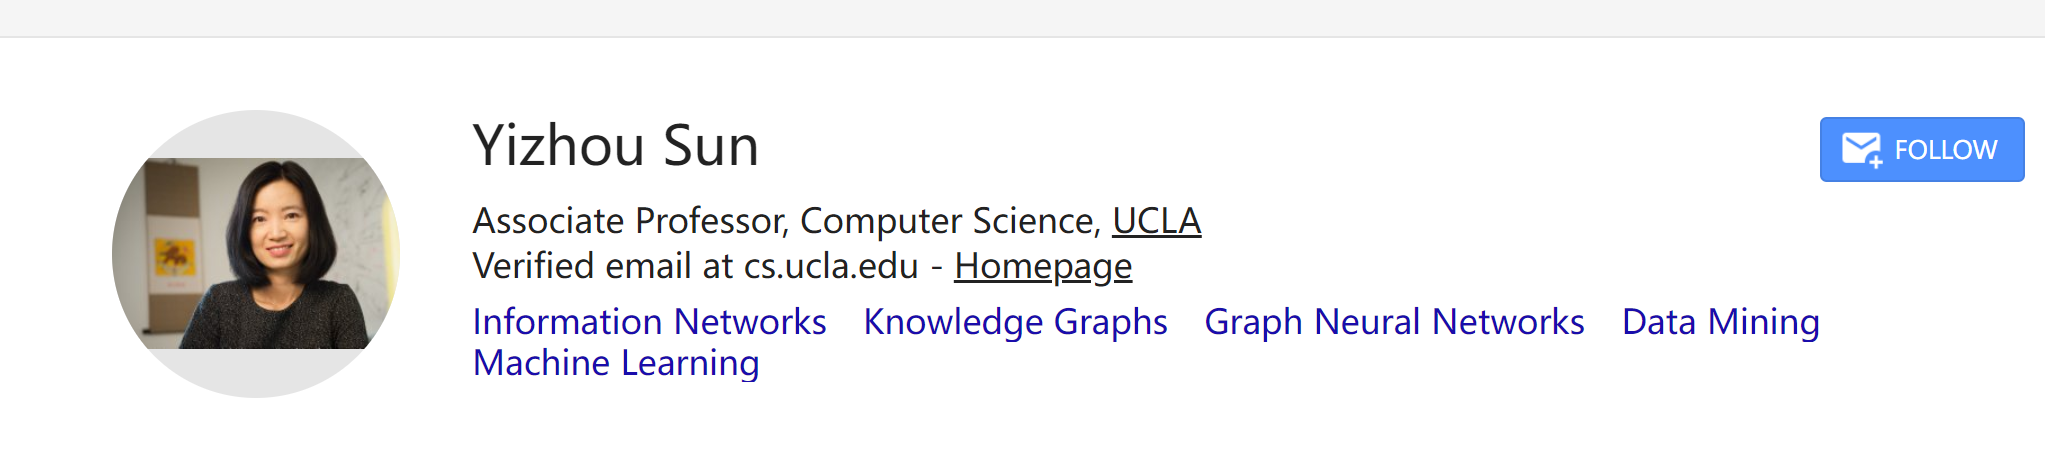 Yizhou Sun
FOLLOW
Associate Professor, Computer Science, UCLA
Verified email at cs.ucla.edu - Homepage
Information Networks Knowledge Graphs Graph Neural Networks Data Mining
Machine Learning